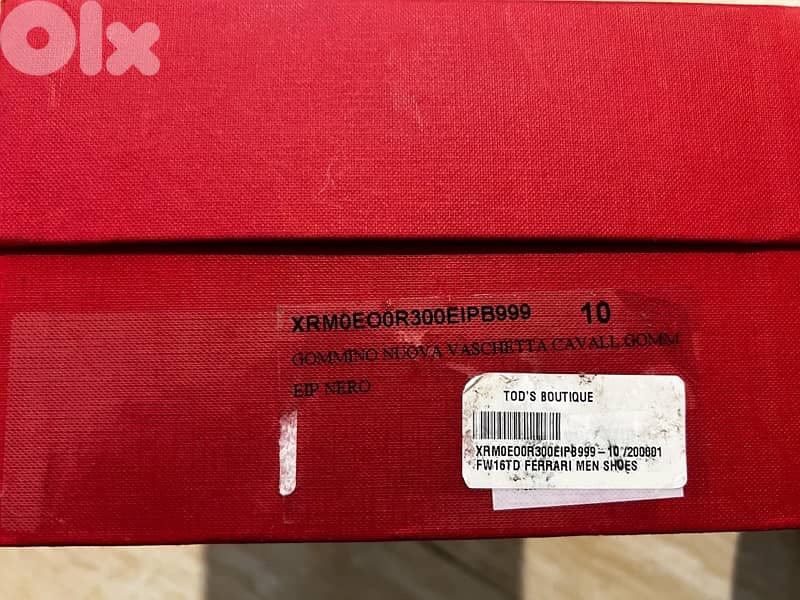 Olx
XRM0EO0R300EIPB999 10
GOMMINO NUOVA VASCHETTA CAVALL.GOMM
EIP NERO
TOD'S BOUTIQUE
XRM0EO0R300EIPB999-10 /200801
FW16TD FERRARI MEN SHOES